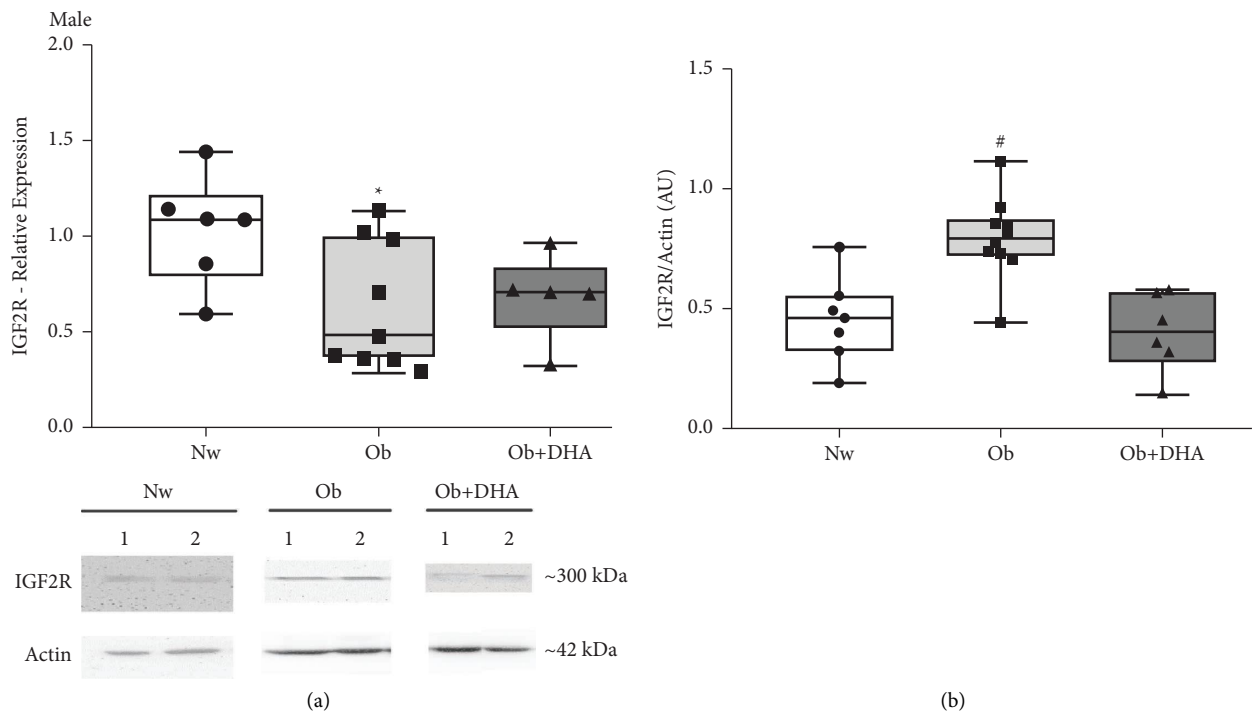 Male
IGF2R - Relative Expression
2.0
1.5
1.0
0.5
0.0
*
Nw Ob Ob+DHA
IGF2R/Actin (AU)
1.5
1.0
0.5
0.0
#
Nw Ob Ob+DHA
Nw Ob Ob+DHA
1 2 1 2 1 2
IGF2R ~300 kDa
Actin ~42 kDa
(a)
(b)